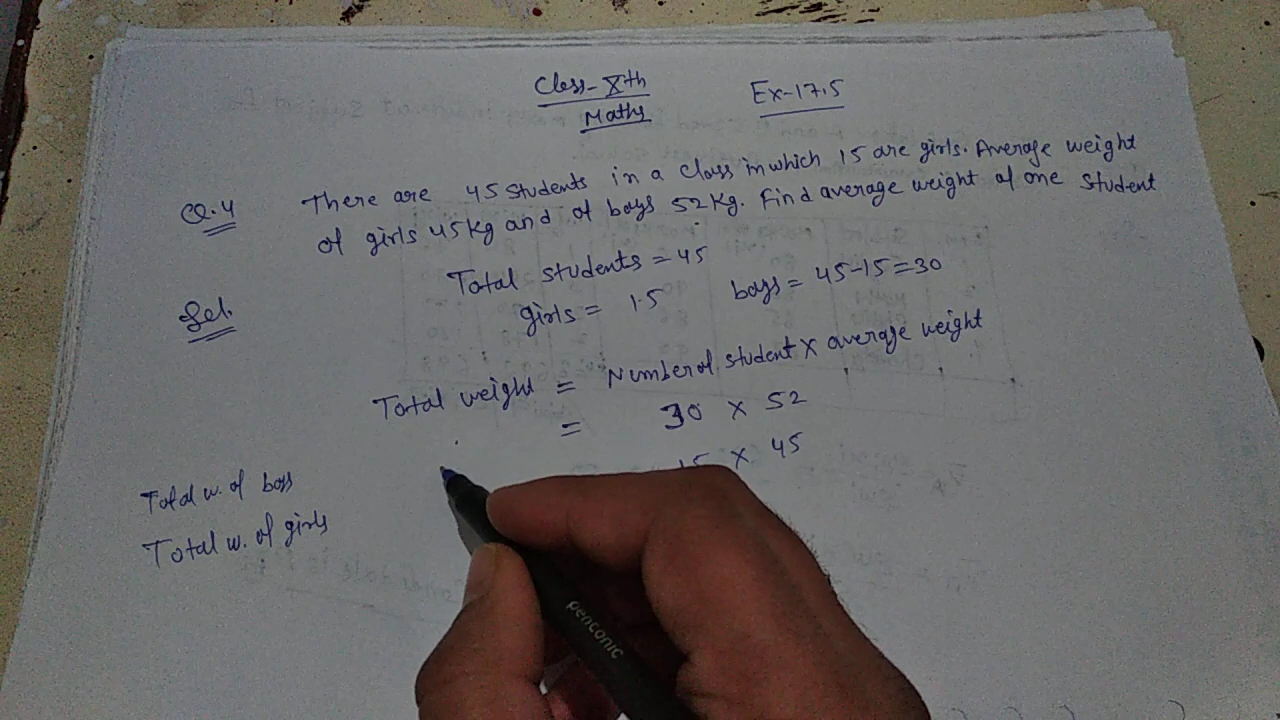 Class-Xth
Maths
Ex-17.5
Q.4 There are 45 students in a class in which 15 are girls. Average weight
of girls 45kg and of boys 52kg. Find average weight of one student
Sol. Total students = 45
girls = 15 boys = 45-15=30
Total weight = Number of student × average weight
= 30 × 52
15 × 45
Total w. of boys
Total w. of girls
penconic